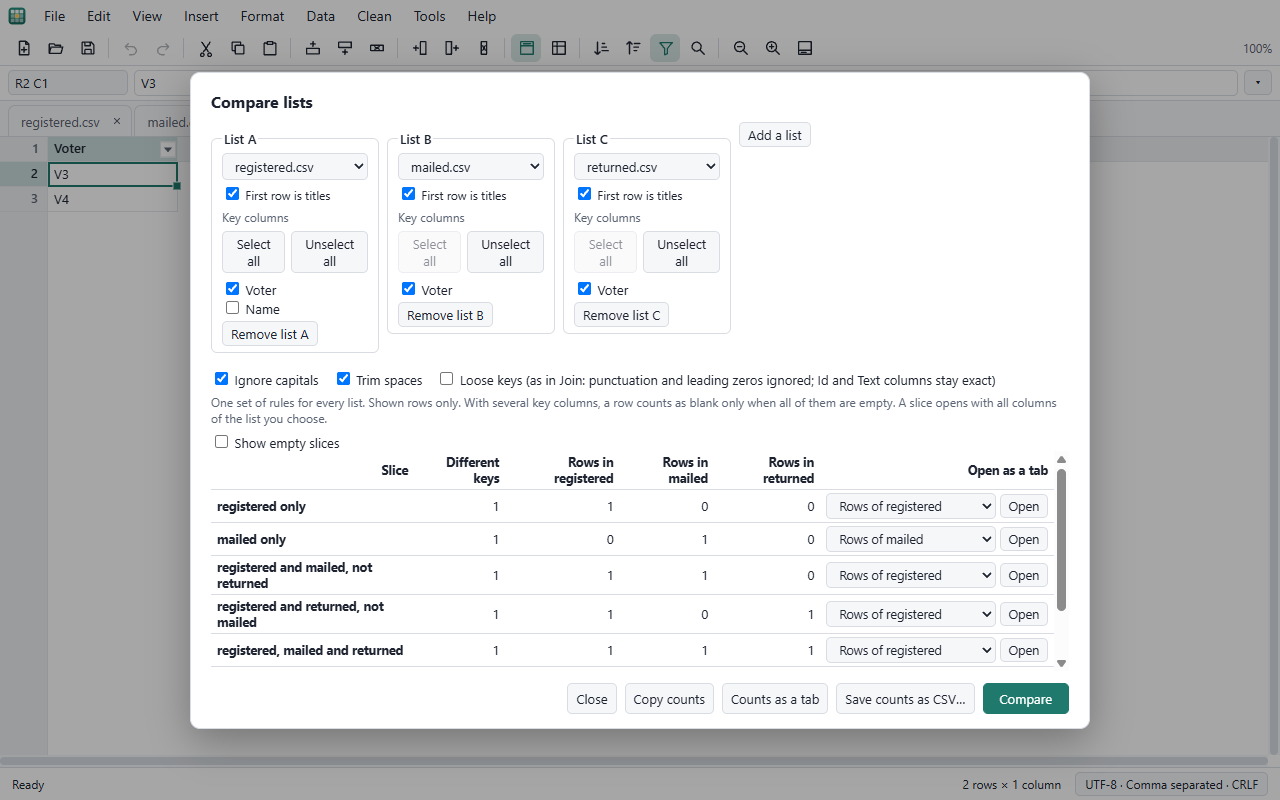 File Edit View Insert Format Data Clean Tools Help
100%
R2 C1
V3
registered.csv ×
mailed.
1 Voter
2 V3
3 V4
Compare lists
List A
registered.csv
First row is titles
Key columns
Select all
Unselect all
Voter
Name
Remove list A
List B
mailed.csv
First row is titles
Key columns
Select all
Unselect all
Voter
Remove list B
List C
returned.csv
First row is titles
Key columns
Select all
Unselect all
Voter
Remove list C
Add a list
Ignore capitals Trim spaces Loose keys (as in Join: punctuation and leading zeros ignored; Id and Text columns stay exact)
One set of rules for every list. Shown rows only. With several key columns, a row counts as blank only when all of them are empty. A slice opens with all columns
of the list you choose.
Show empty slices
Slice Different keys Rows in registered Rows in mailed Rows in returned Open as a tab
registered only 1 1 0 0 Rows of registered Open
mailed only 1 0 1 0 Rows of mailed Open
registered and mailed, not returned 1 1 1 0 Rows of registered Open
registered and returned, not mailed 1 1 0 1 Rows of registered Open
registered, mailed and returned 1 1 1 1 Rows of registered Open
Close Copy counts Counts as a tab Save counts as CSV... Compare
Ready
2 rows × 1 column
UTF-8 · Comma separated · CRLF